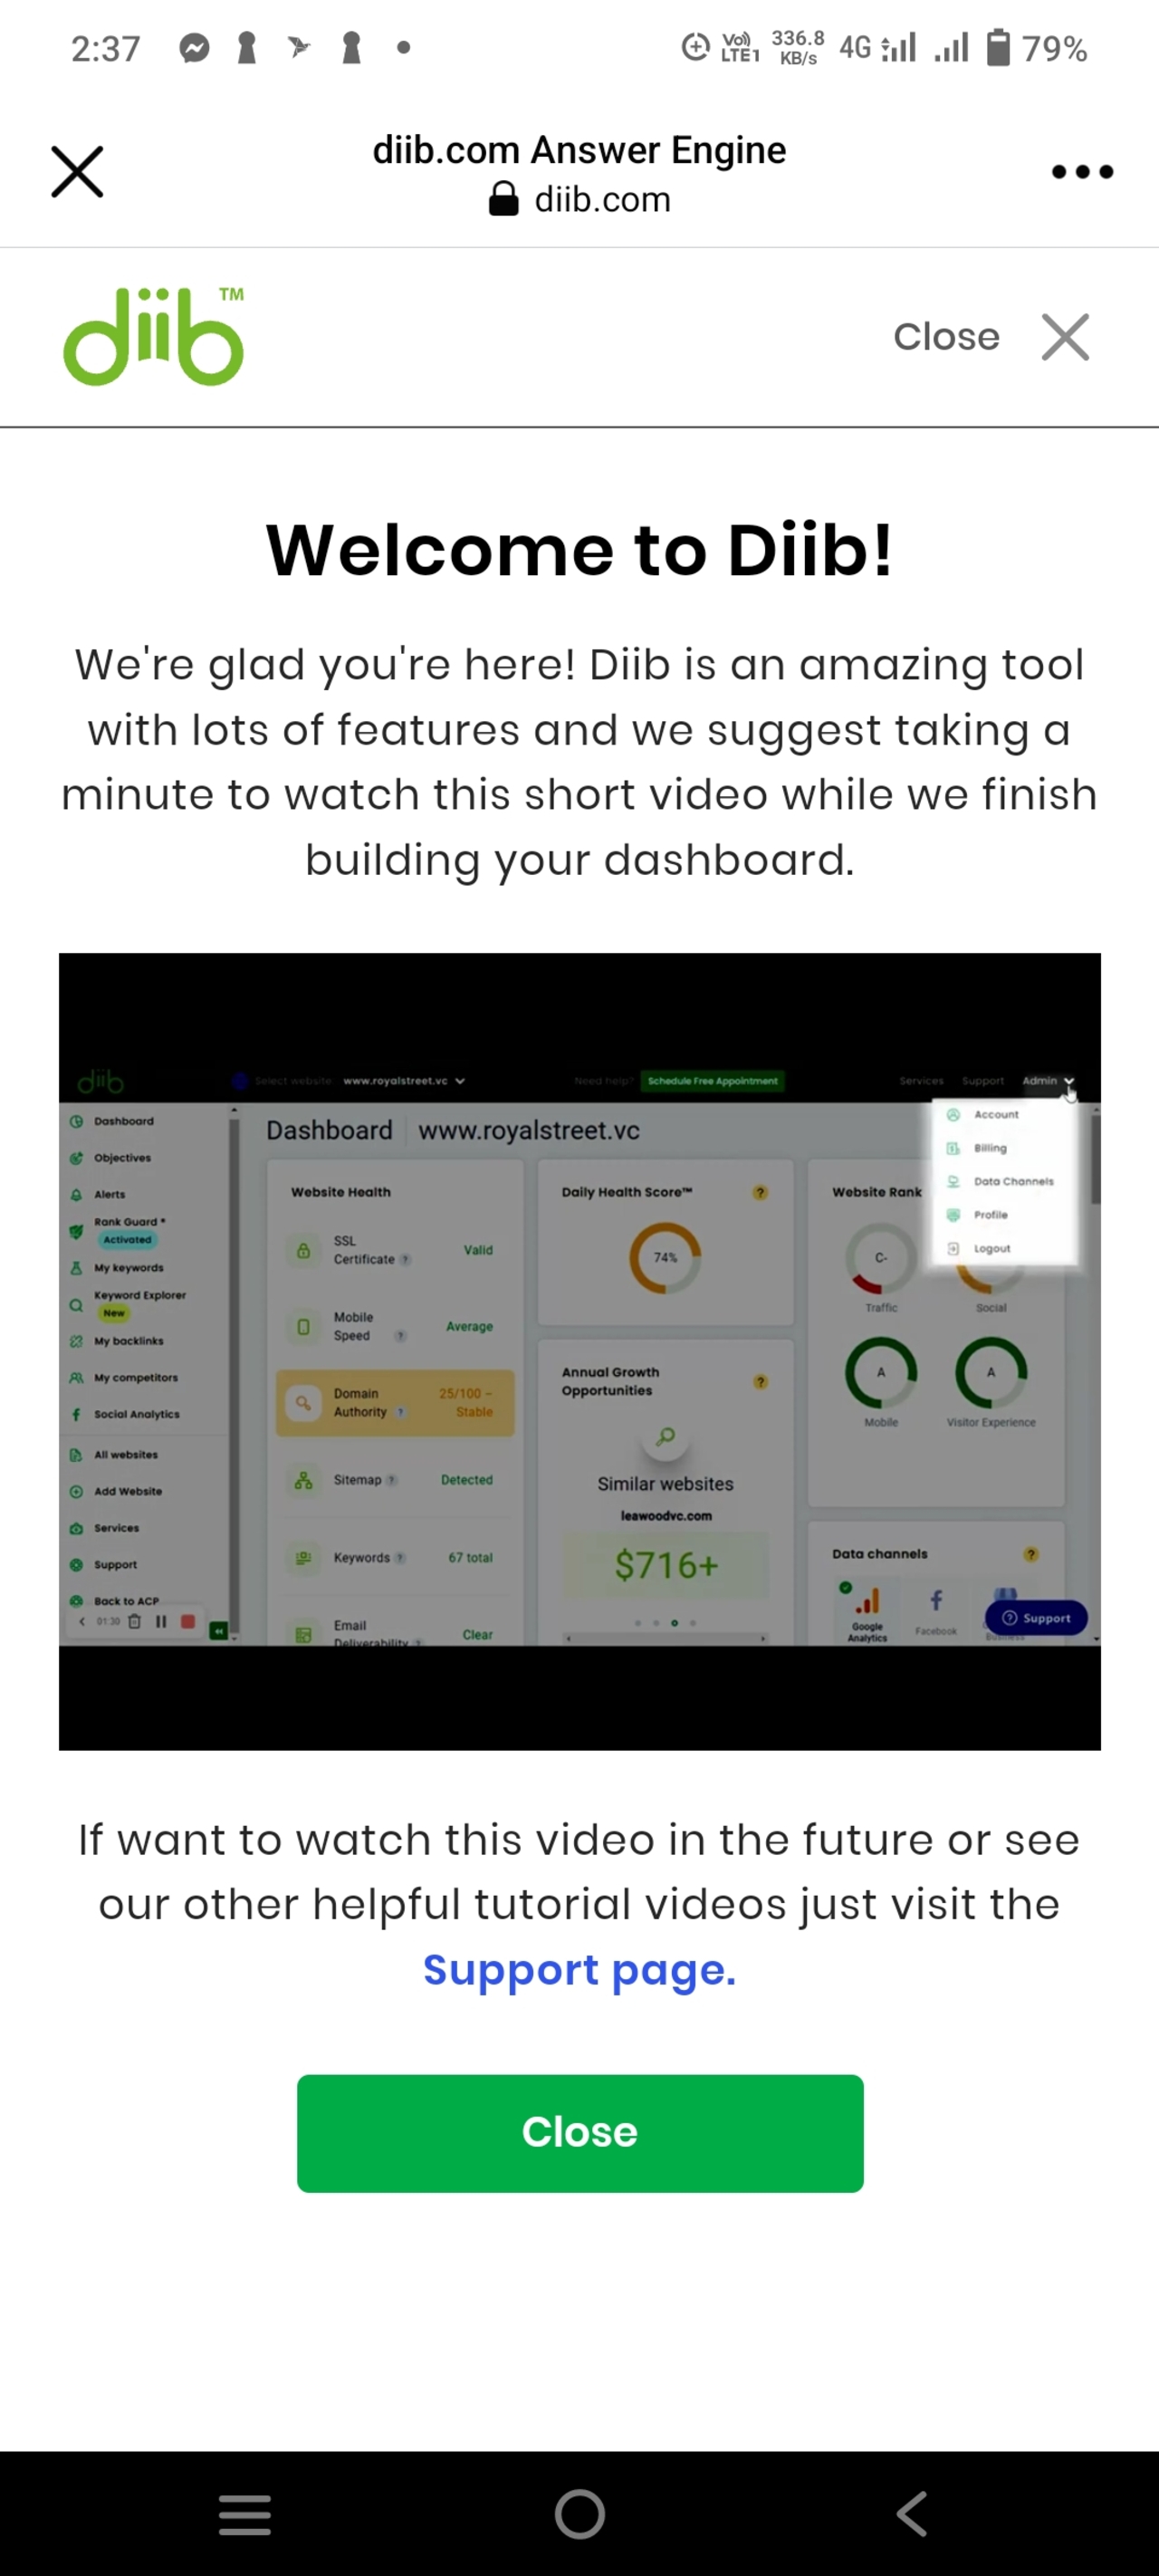 2:37
Vo)) LTE1
336.8 KB/s
4G
79%
diib.com Answer Engine
diib.com
diib™
Close
Welcome to Diib!
We're glad you're here! Diib is an amazing tool
with lots of features and we suggest taking a
minute to watch this short video while we finish
building your dashboard.
diib
Select website www.royalstreet.vc
Need help? Schedule Free Appointment
Services Support Admin
Account
Billing
Data Channels
Profile
Logout
Dashboard
Objectives
Alerts
Rank Guard *
Activated
My keywords
Keyword Explorer
New
My backlinks
My competitors
Social Analytics
All websites
Add Website
Services
Support
Back to ACP
01:30
Dashboard www.royalstreet.vc
Website Health
SSL
Certificate ? Valid
Mobile
Speed ? Average
Domain
Authority ? 25/100 – Stable
Sitemap ? Detected
Keywords ? 67 total
Email
Deliverability ? Clear
Daily Health Score™ ?
74%
Annual Growth
Opportunities ?
Similar websites
leawoodvc.com
$716+
Website Rank
C-
Traffic
Social
A
Mobile
A
Visitor Experience
Data channels ?
Google
Analytics
Facebook
Business
? Support
If want to watch this video in the future or see
our other helpful tutorial videos just visit the
Support page.
Close